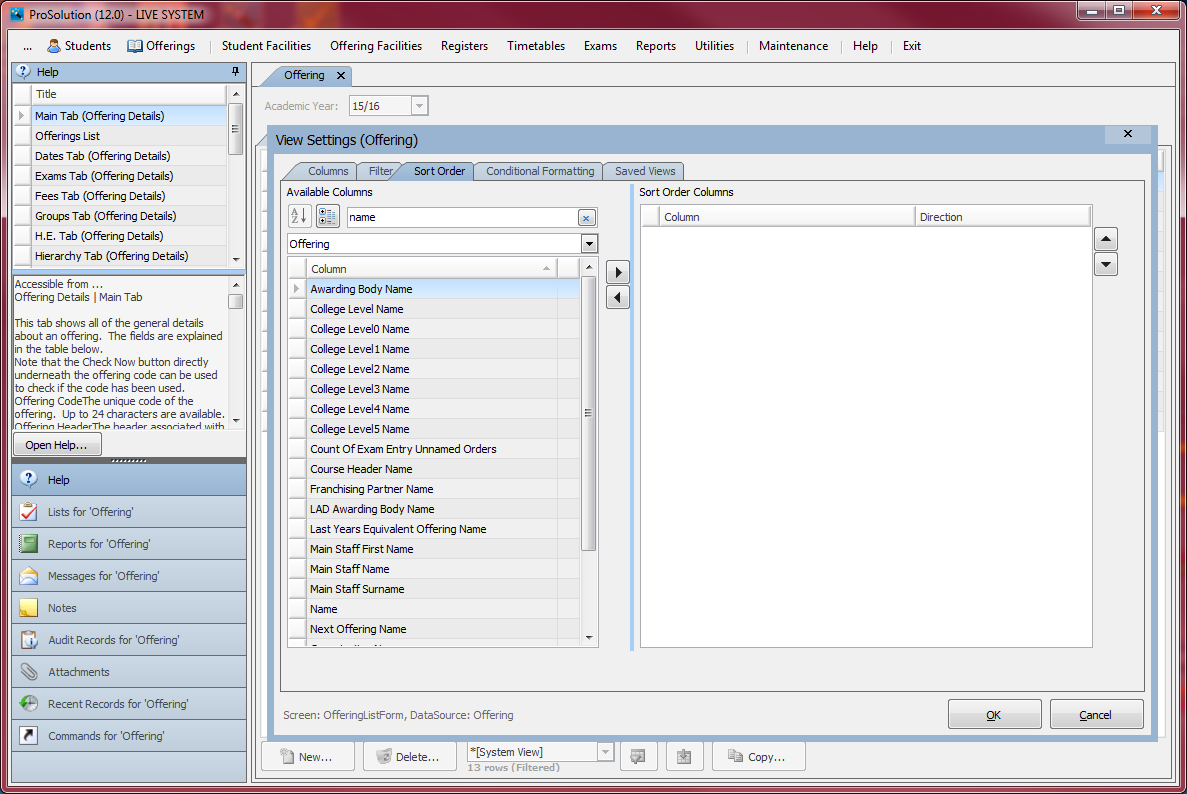 ProSolution (12.0) - LIVE SYSTEM
... Students Offerings Student Facilities Offering Facilities Registers Timetables Exams Reports Utilities Maintenance Help Exit
Help
Title
Main Tab (Offering Details)
Offerings List
Dates Tab (Offering Details)
Exams Tab (Offering Details)
Fees Tab (Offering Details)
Groups Tab (Offering Details)
H.E. Tab (Offering Details)
Hierarchy Tab (Offering Details)
Accessible from ...
Offering Details | Main Tab
This tab shows all of the general details
about an offering. The fields are explained
in the table below.
Note that the Check Now button directly
underneath the offering code can be used
to check if the code has been used.
Offering CodeThe unique code of the
offering. Up to 24 characters are available.
Offering HeaderThe header associated with
Open Help...
Help
Lists for 'Offering'
Reports for 'Offering'
Messages for 'Offering'
Notes
Audit Records for 'Offering'
Attachments
Recent Records for 'Offering'
Commands for 'Offering'
Offering
Academic Year: 15/16
View Settings (Offering)
Columns Filter Sort Order Conditional Formatting Saved Views
Available Columns
name
Offering
Column
Awarding Body Name
College Level Name
College Level0 Name
College Level1 Name
College Level2 Name
College Level3 Name
College Level4 Name
College Level5 Name
Count Of Exam Entry Unnamed Orders
Course Header Name
Franchising Partner Name
LAD Awarding Body Name
Last Years Equivalent Offering Name
Main Staff First Name
Main Staff Name
Main Staff Surname
Name
Next Offering Name
Sort Order Columns
Column Direction
Screen: OfferingListForm, DataSource: Offering
OK Cancel
New... Delete... *[System View] Copy...
13 rows (Filtered)